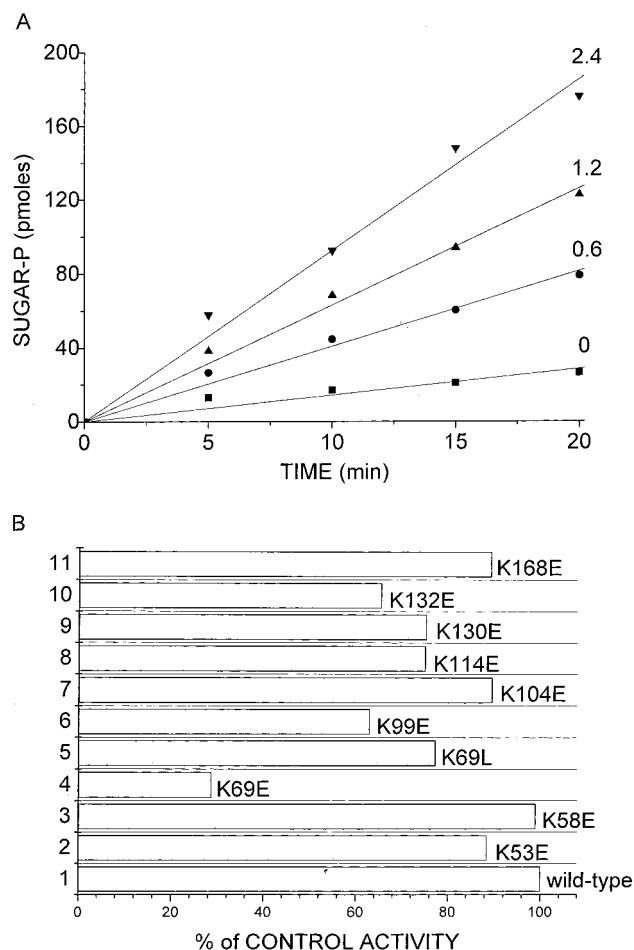 A
200
160
120
80
40
0
SUGAR-P (pmoles)
2.4
1.2
0.6
0
0 5 10 15 20
TIME (min)
B
11 K168E
10 K132E
9 K130E
8 K114E
7 K104E
6 K99E
5 K69L
4 K69E
3 K58E
2 K53E
1 wild-type
0 20 40 60 80 100
% of CONTROL ACTIVITY